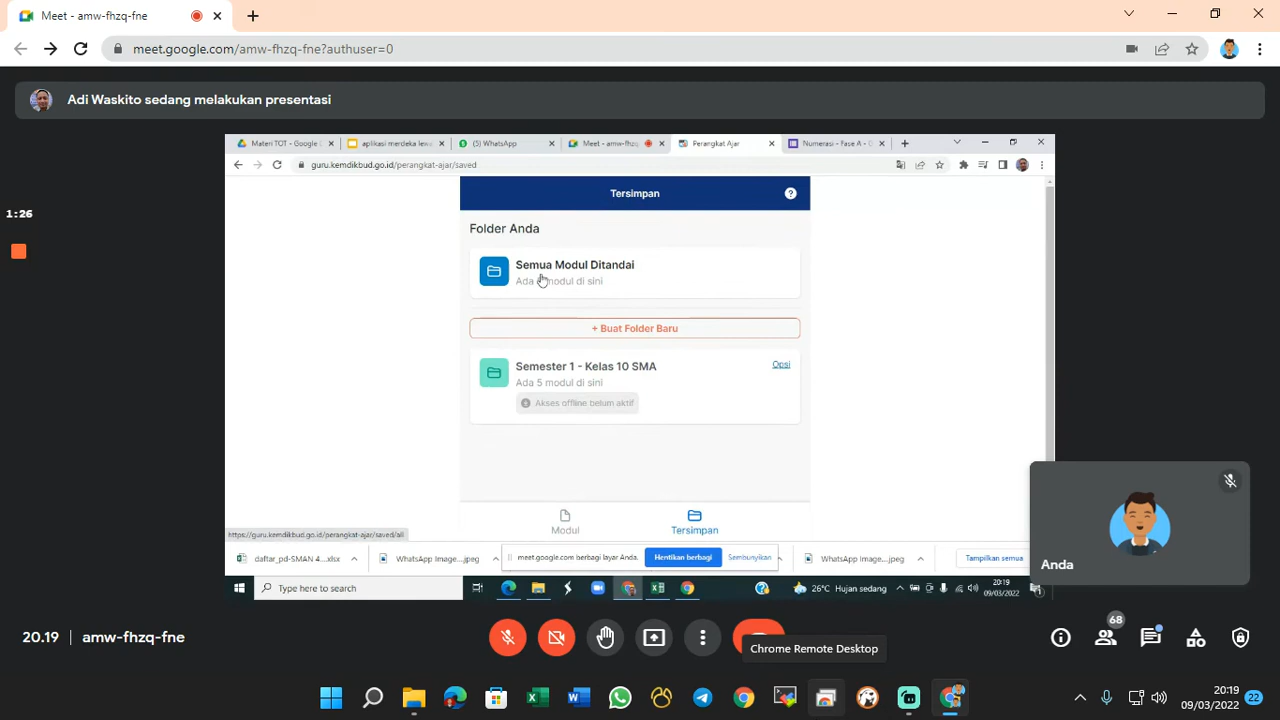 Meet - amw-fhzq-fne
meet.google.com/amw-fhzq-fne?authuser=0
Adi Waskito sedang melakukan presentasi
1:26
Materi TOT - Google
aplikasi merdeka
(5) WhatsApp
Meet - amw-fhzq
Perangkat Ajar
Numerasi - Fase A -
guru.kemdikbud.go.id/perangkat-ajar/saved
Tersimpan
Folder Anda
Semua Modul Ditandai
Ada modul di sini
+ Buat Folder Baru
Semester 1 - Kelas 10 SMA
Opsi
Ada 5 modul di sini
Akses offline belum aktif
Modul
Tersimpan
https://guru.kemdikbud.go.id/perangkat-ajar/saved/all
daftar_pd-SMAN 4...xlsx
WhatsApp Image....jpeg
meet.google.com berbagi layar Anda.
Hentikan berbagi
Sembunyikan
WhatsApp Image....jpeg
Tampilkan semua
Type here to search
26°C Hujan sedang
20:19
09/03/2022
Anda
20.19
amw-fhzq-fne
Chrome Remote Desktop
68
20:19
09/03/2022
22